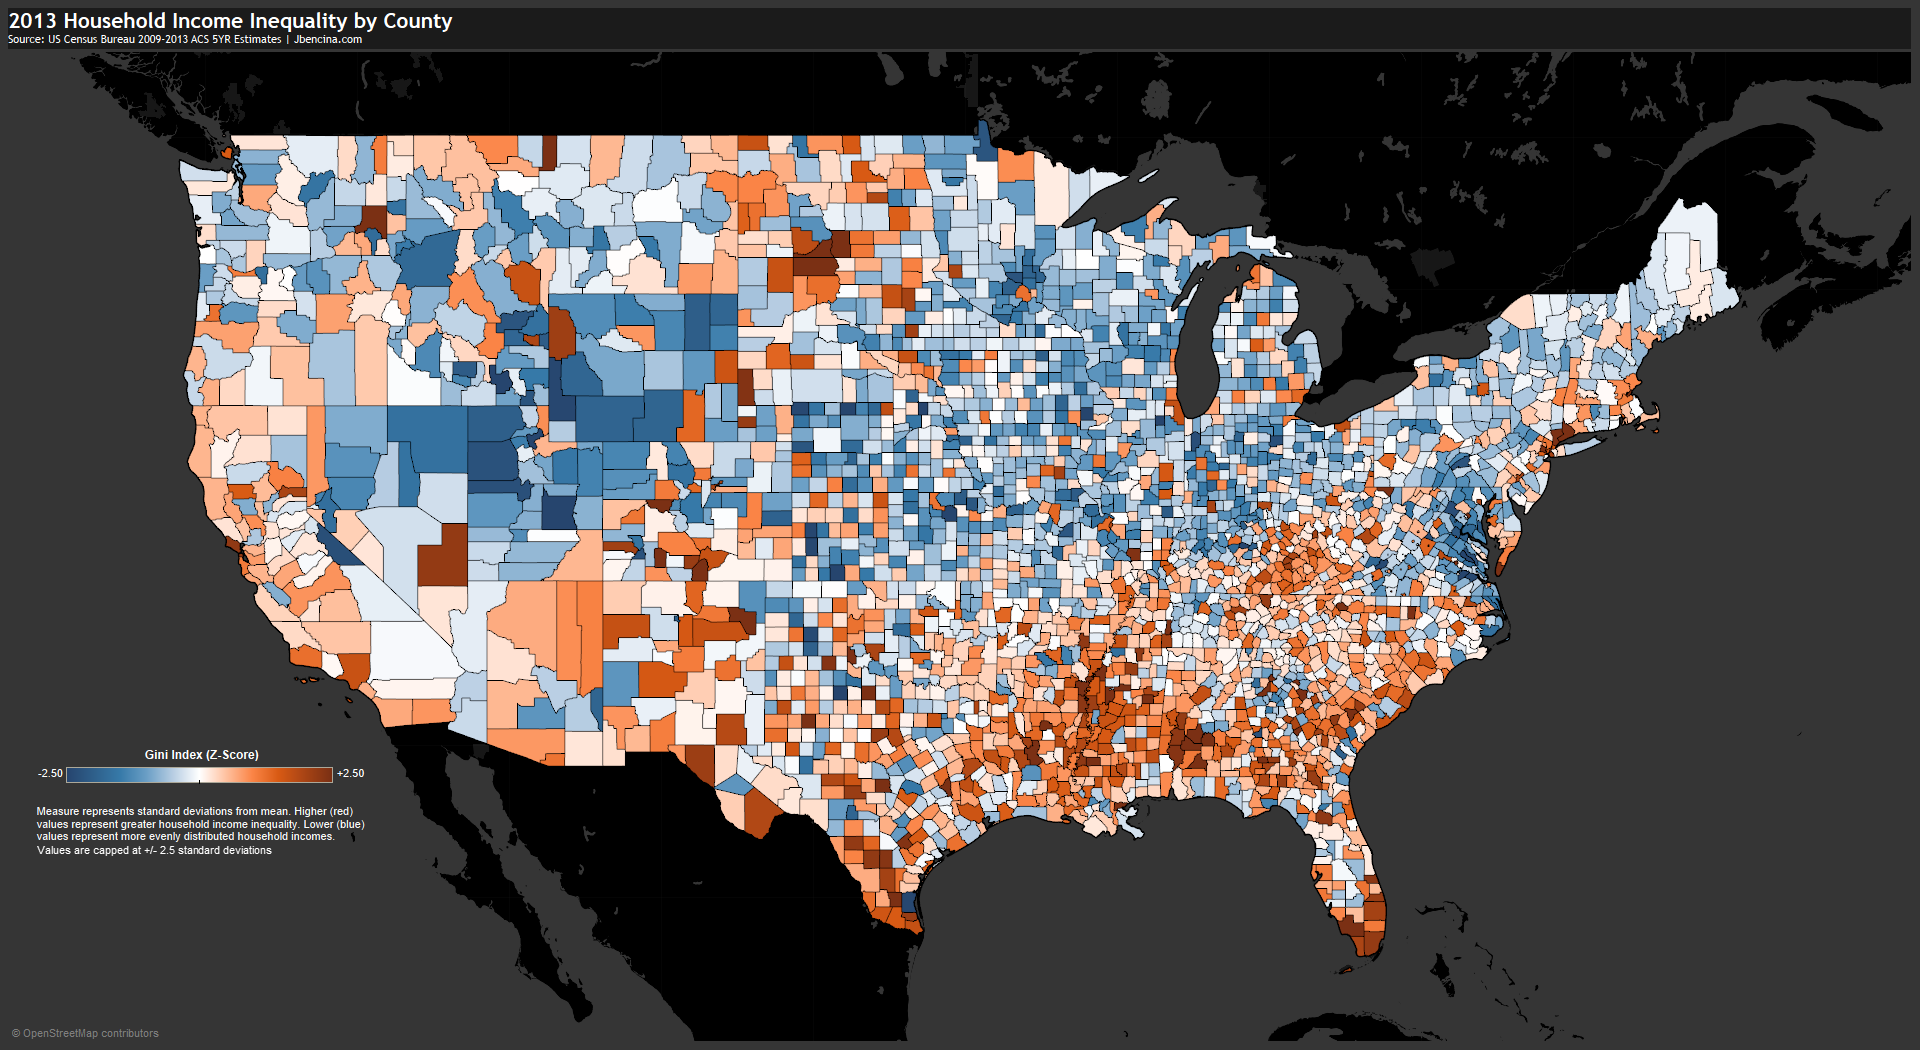 2013 Household Income Inequality by County
Source: US Census Bureau 2009-2013 ACS 5YR Estimates | Jbencina.com
Gini Index (Z-Score)
-2.50 +2.50
Measure represents standard deviations from mean. Higher (red)
values represent greater household income inequality. Lower (blue)
values represent more evenly distributed household incomes.
Values are capped at +/- 2.5 standard deviations
© OpenStreetMap contributors